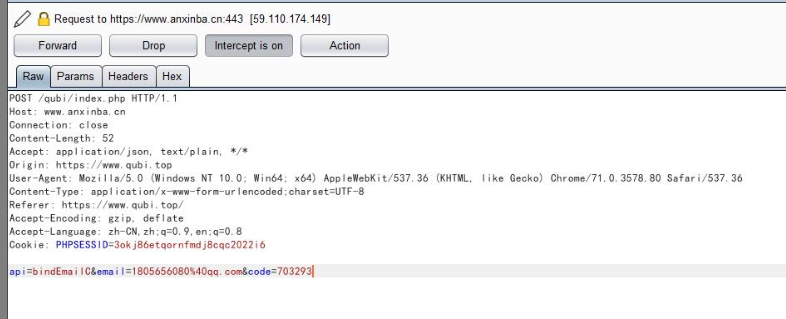 Request to https://www.anxinba.cn:443 [59.110.174.149]
Forward Drop Intercept is on Action
Raw Params Headers Hex
POST /qubi/index.php HTTP/1.1
Host: www.anxinba.cn
Connection: close
Content-Length: 52
Accept: application/json, text/plain, */*
Origin: https://www.qubi.top
User-Agent: Mozilla/5.0 (Windows NT 10.0; Win64; x64) AppleWebKit/537.36 (KHTML, like Gecko) Chrome/71.0.3578.80 Safari/537.36
Content-Type: application/x-www-form-urlencoded;charset=UTF-8
Referer: https://www.qubi.top/
Accept-Encoding: gzip, deflate
Accept-Language: zh-CN,zh;q=0.9,en;q=0.8
Cookie: PHPSESSID=3okj86etqornfmdj8cqc2022i6
api=bindEmailC&email=1805656080%40qq.com&code=703293